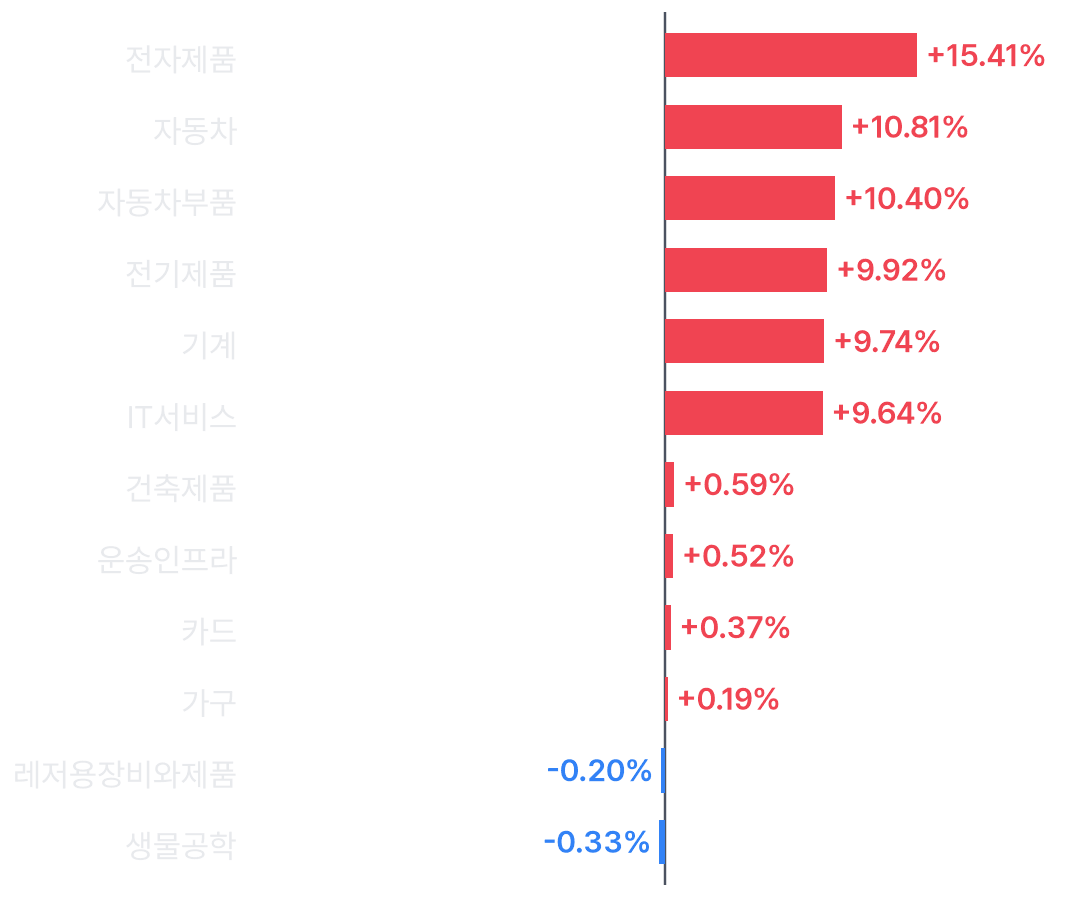 전자제품 +15.41%
자동차 +10.81%
자동차부품 +10.40%
전기제품 +9.92%
기계 +9.74%
IT서비스 +9.64%
건축제품 +0.59%
운송인프라 +0.52%
카드 +0.37%
가구 +0.19%
레저용장비와제품 -0.20%
생물공학 -0.33%